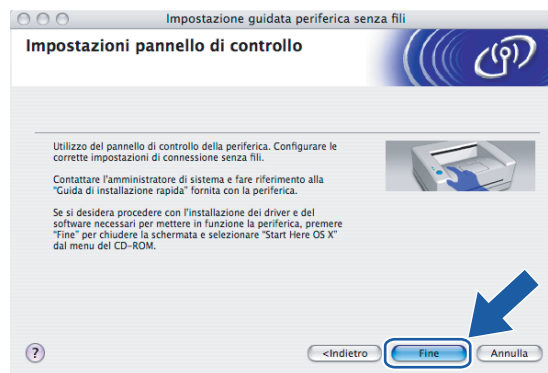 Impostazione guidata periferica senza fili
Impostazioni pannello di controllo
Utilizzo del pannello di controllo della periferica. Configurare le
corrette impostazioni di connessione senza fili.
Contattare l'amministratore di sistema e fare riferimento alla
"Guida di installazione rapida" fornita con la periferica.
Se si desidera procedere con l'installazione dei driver e del
software necessari per mettere in funzione la periferica, premere
"Fine" per chiudere la schermata e selezionare "Start Here OS X"
dal menu del CD-ROM.
?
<Indietro
Fine
Annulla